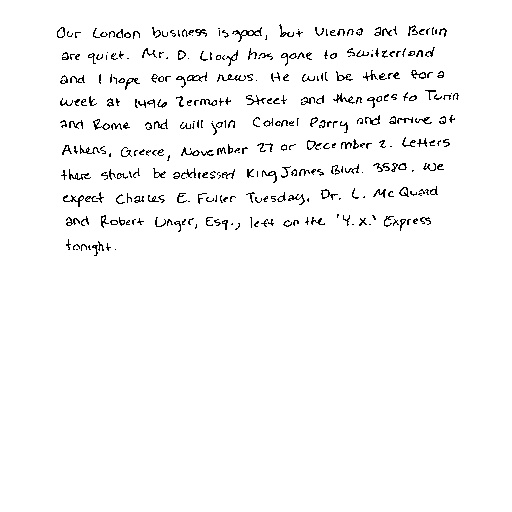 Our London business is good, but Vienna and Berlin
are quiet. Mr. D. Lloyd has gone to Switzerland
and I hope for good news. He will be there for a
week at 1496 Zermott Street and then goes to Turin
and Rome and will join Colonel Parry and arrive at
Athens, Greece, November 27 or December 2. Letters
there should be addressed King James Blvd. 3580. We
expect Charles E. Fuller Tuesday. Dr. L. McQuaid
and Robert Unger, Esq., left on the 'Y.X.' Express
tonight.